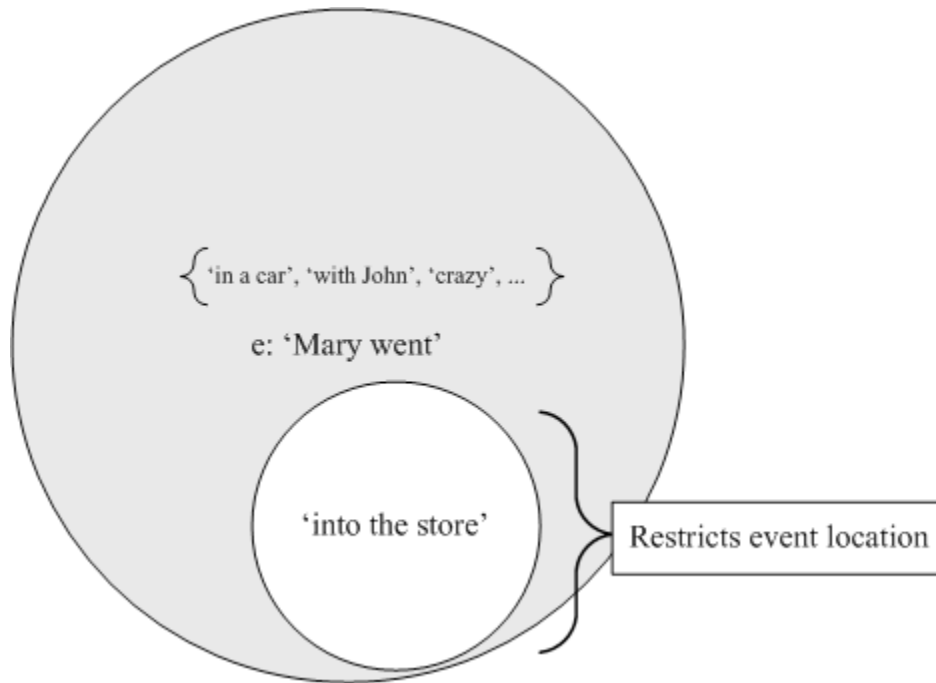 ‘in a car’, ‘with John’, ‘crazy’, ...
e: ‘Mary went’
‘into the store’
Restricts event location